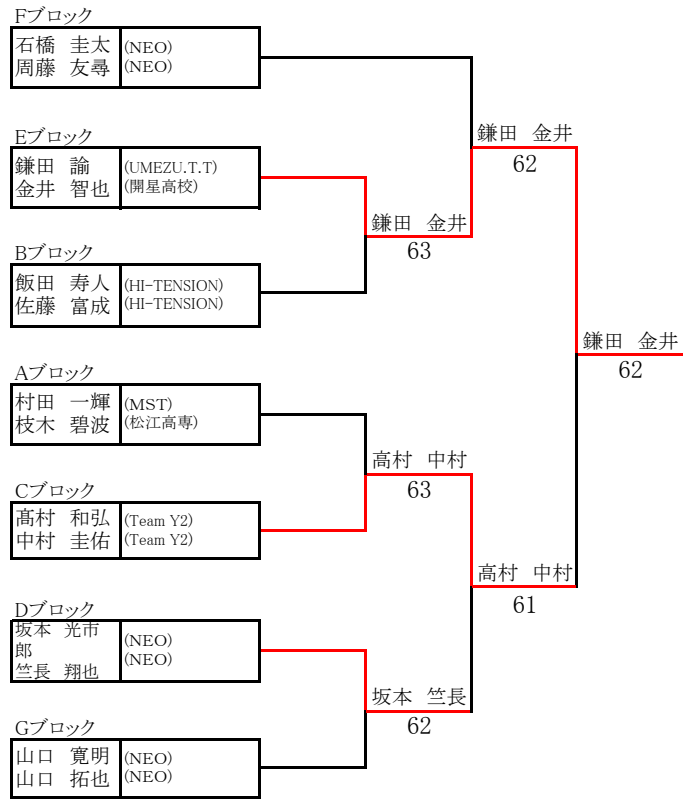 Fブロック
石橋 圭太 (NEO)
周藤 友尋 (NEO)
鎌田 金井
62
Eブロック
鎌田 諭 (UMEZU.T.T)
金井 智也 (開星高校)
鎌田 金井
63
Bブロック
飯田 寿人 (HI-TENSION)
佐藤 富成 (HI-TENSION)
鎌田 金井
62
Aブロック
村田 一輝 (MST)
枝木 碧波 (松江高専)
高村 中村
63
Cブロック
髙村 和弘 (Team Y2)
中村 圭佑 (Team Y2)
高村 中村
61
Dブロック
坂本 光市
郎
竺長 翔也
(NEO)
(NEO)
坂本 竺長
62
Gブロック
山口 寛明 (NEO)
山口 拓也 (NEO)